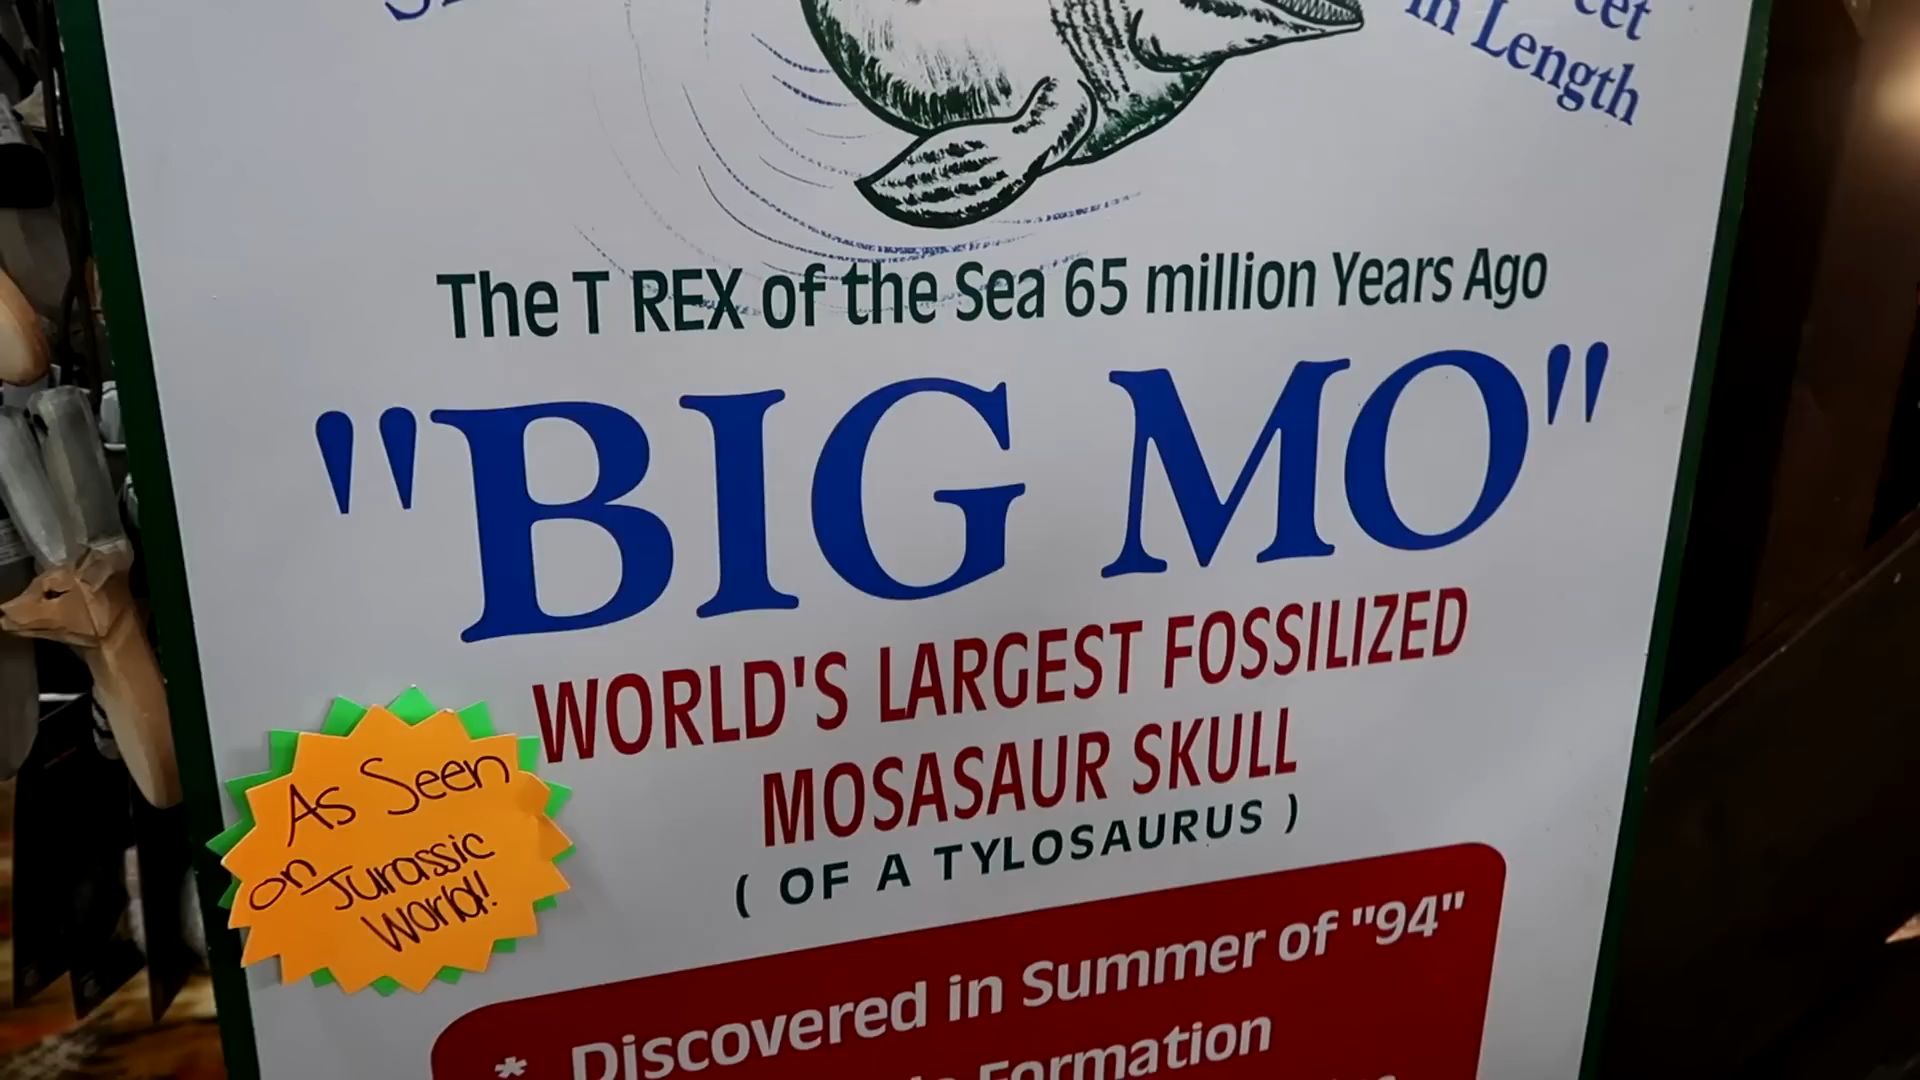 in Length
The T REX of the Sea 65 million Years Ago
"BIG MO"
WORLD'S LARGEST FOSSILIZED
MOSASAUR SKULL
( OF A TYLOSAURUS )
As Seen
on Jurassic
World!!
* Discovered in Summer of "94"
Formation